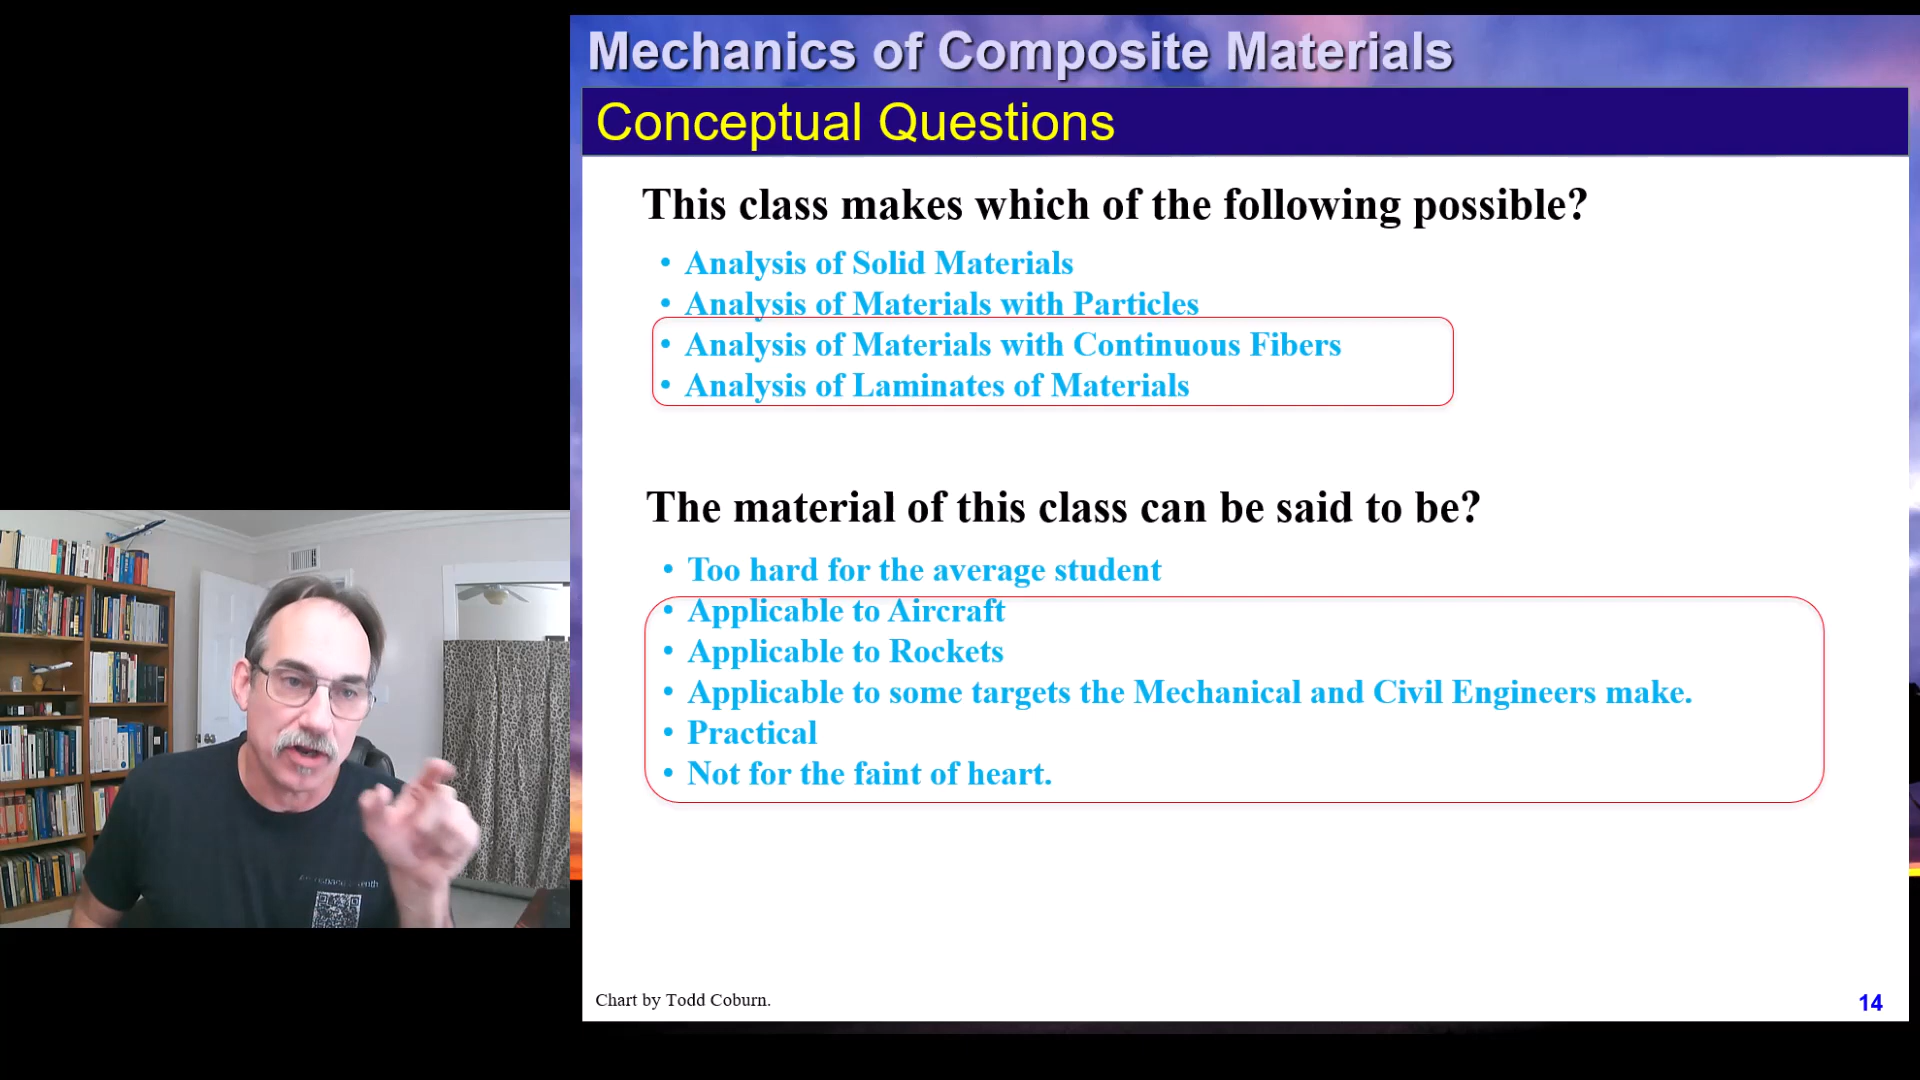 Mechanics of Composite Materials
Conceptual Questions
This class makes which of the following possible?
• Analysis of Solid Materials
• Analysis of Materials with Particles
• Analysis of Materials with Continuous Fibers
• Analysis of Laminates of Materials
The material of this class can be said to be?
• Too hard for the average student
• Applicable to Aircraft
• Applicable to Rockets
• Applicable to some targets the Mechanical and Civil Engineers make.
• Practical
• Not for the faint of heart.
Chart by Todd Coburn.
14